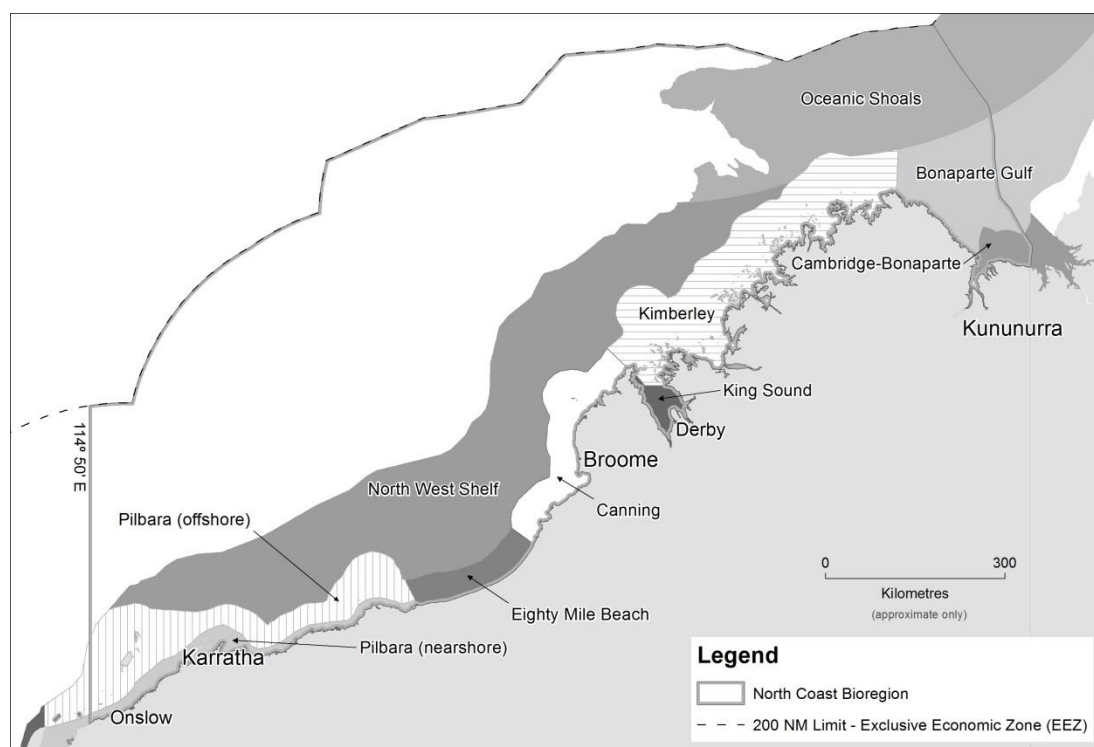 Oceanic Shoals
Bonaparte Gulf
Cambridge-Bonaparte
Kimberley
Kununurra
King Sound
Derby
114° 50' E
Broome
North West Shelf
Canning
Pilbara (offshore)
0 300
Kilometres
(approximate only)
Eighty Mile Beach
Pilbara (nearshore)
Karratha
Onslow
Legend
North Coast Bioregion
200 NM Limit - Exclusive Economic Zone (EEZ)